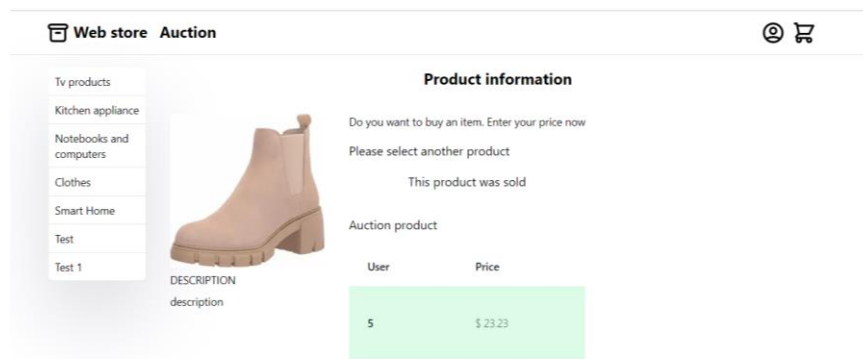 Web store Auction
Tv products
Kitchen appliance
Notebooks and
computers
Clothes
Smart Home
Test
Test 1
DESCRIPTION
description
Product information
Do you want to buy an item. Enter your price now
Please select another product
This product was sold
Auction product
User Price
5 $ 23.23